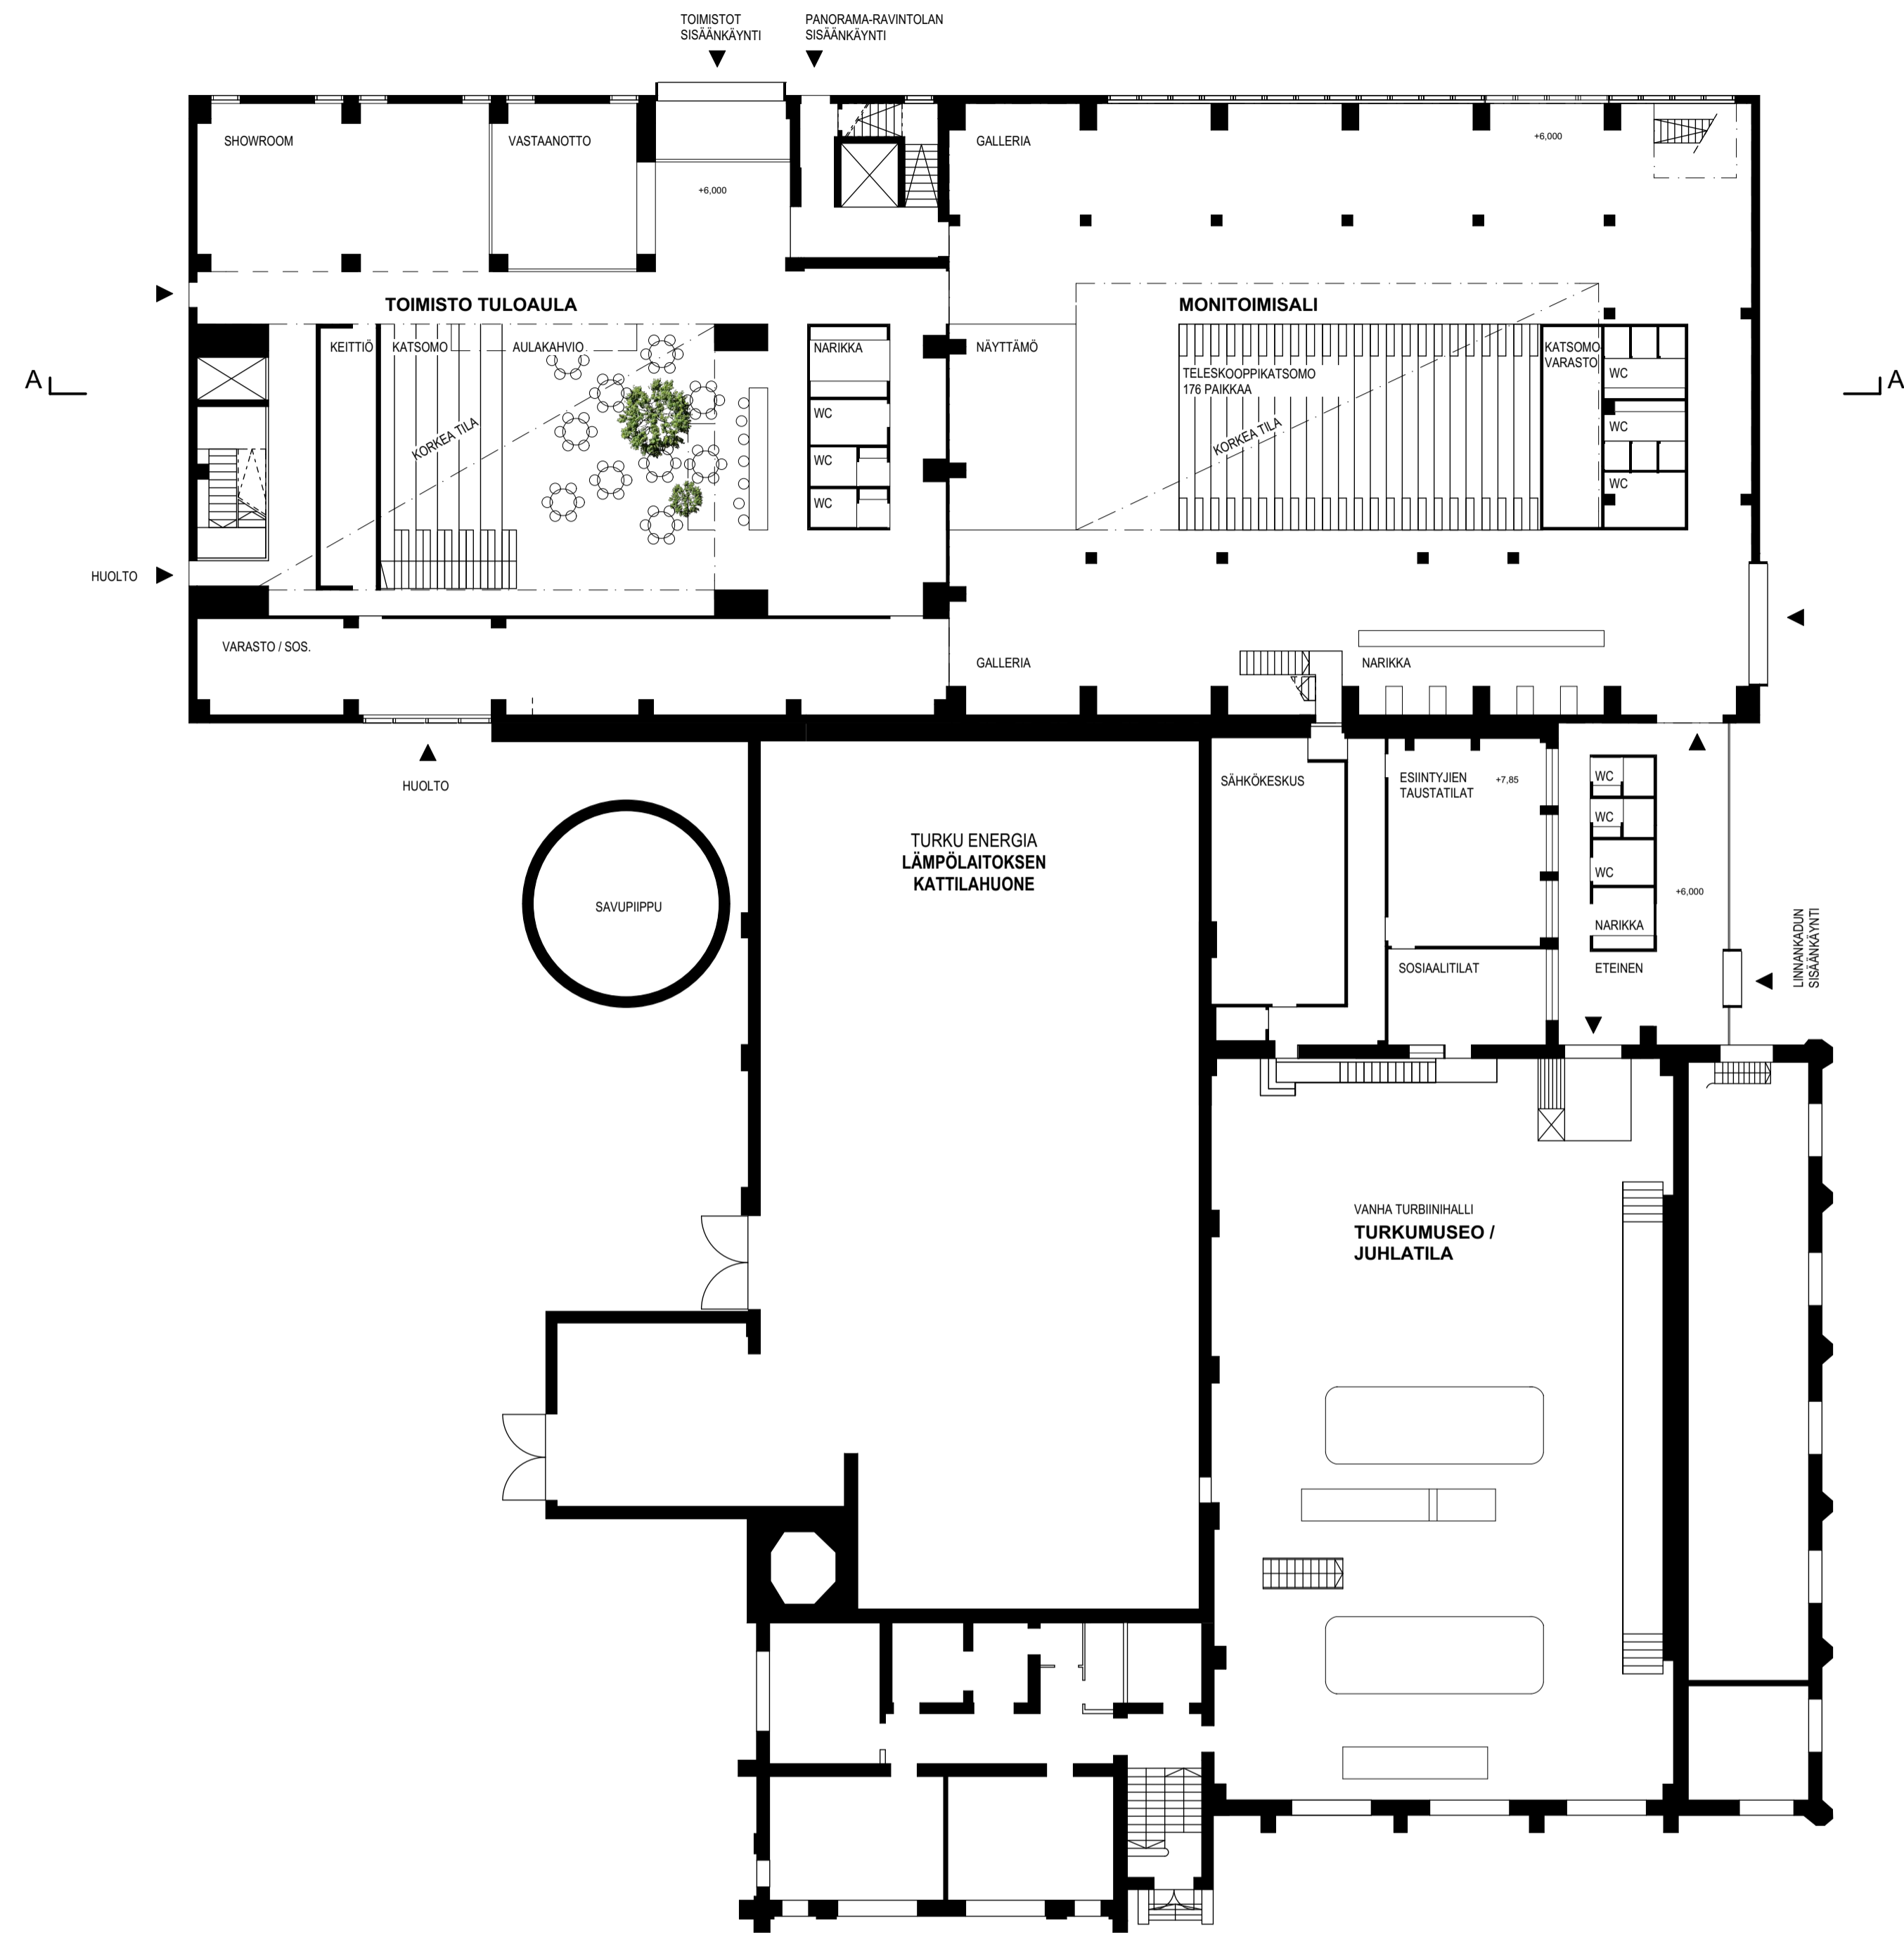 TOIMISTOT
SISÄÄNKÄYNTI
PANORAMA-RAVINTOLAN
SISÄÄNKÄYNTI
SHOWROOM
VASTAANOTTO
+6,000
GALLERIA
+6,000
TOIMISTO TULOAULA
MONITOIMISALI
KEITTIÖ
KATSOMO
AULAKAHVIO
NARIKKA
NÄYTTÄMÖ
KATSOMO-
VARASTO
TELESKOOPPIKATSOMO
176 PAIKKAA
WC
A
A
WC
WC
KORKEA TILA
KORKEA TILA
WC
WC
WC
HUOLTO
VARASTO / SOS.
GALLERIA
NARIKKA
HUOLTO
SÄHKÖKESKUS
ESIINTYJIEN
TAUSTATILAT
+7,85
WC
WC
WC
TURKU ENERGIA
LÄMPÖLAITOKSEN
KATTILAHUONE
SAVUPIIPPU
+6,000
NARIKKA
LINNANKADUN
SISÄÄNKÄYNTI
SOSIAALITILAT
ETEINEN
VANHA TURBIINIHALLI
TURKUMUSEO /
JUHLATILA